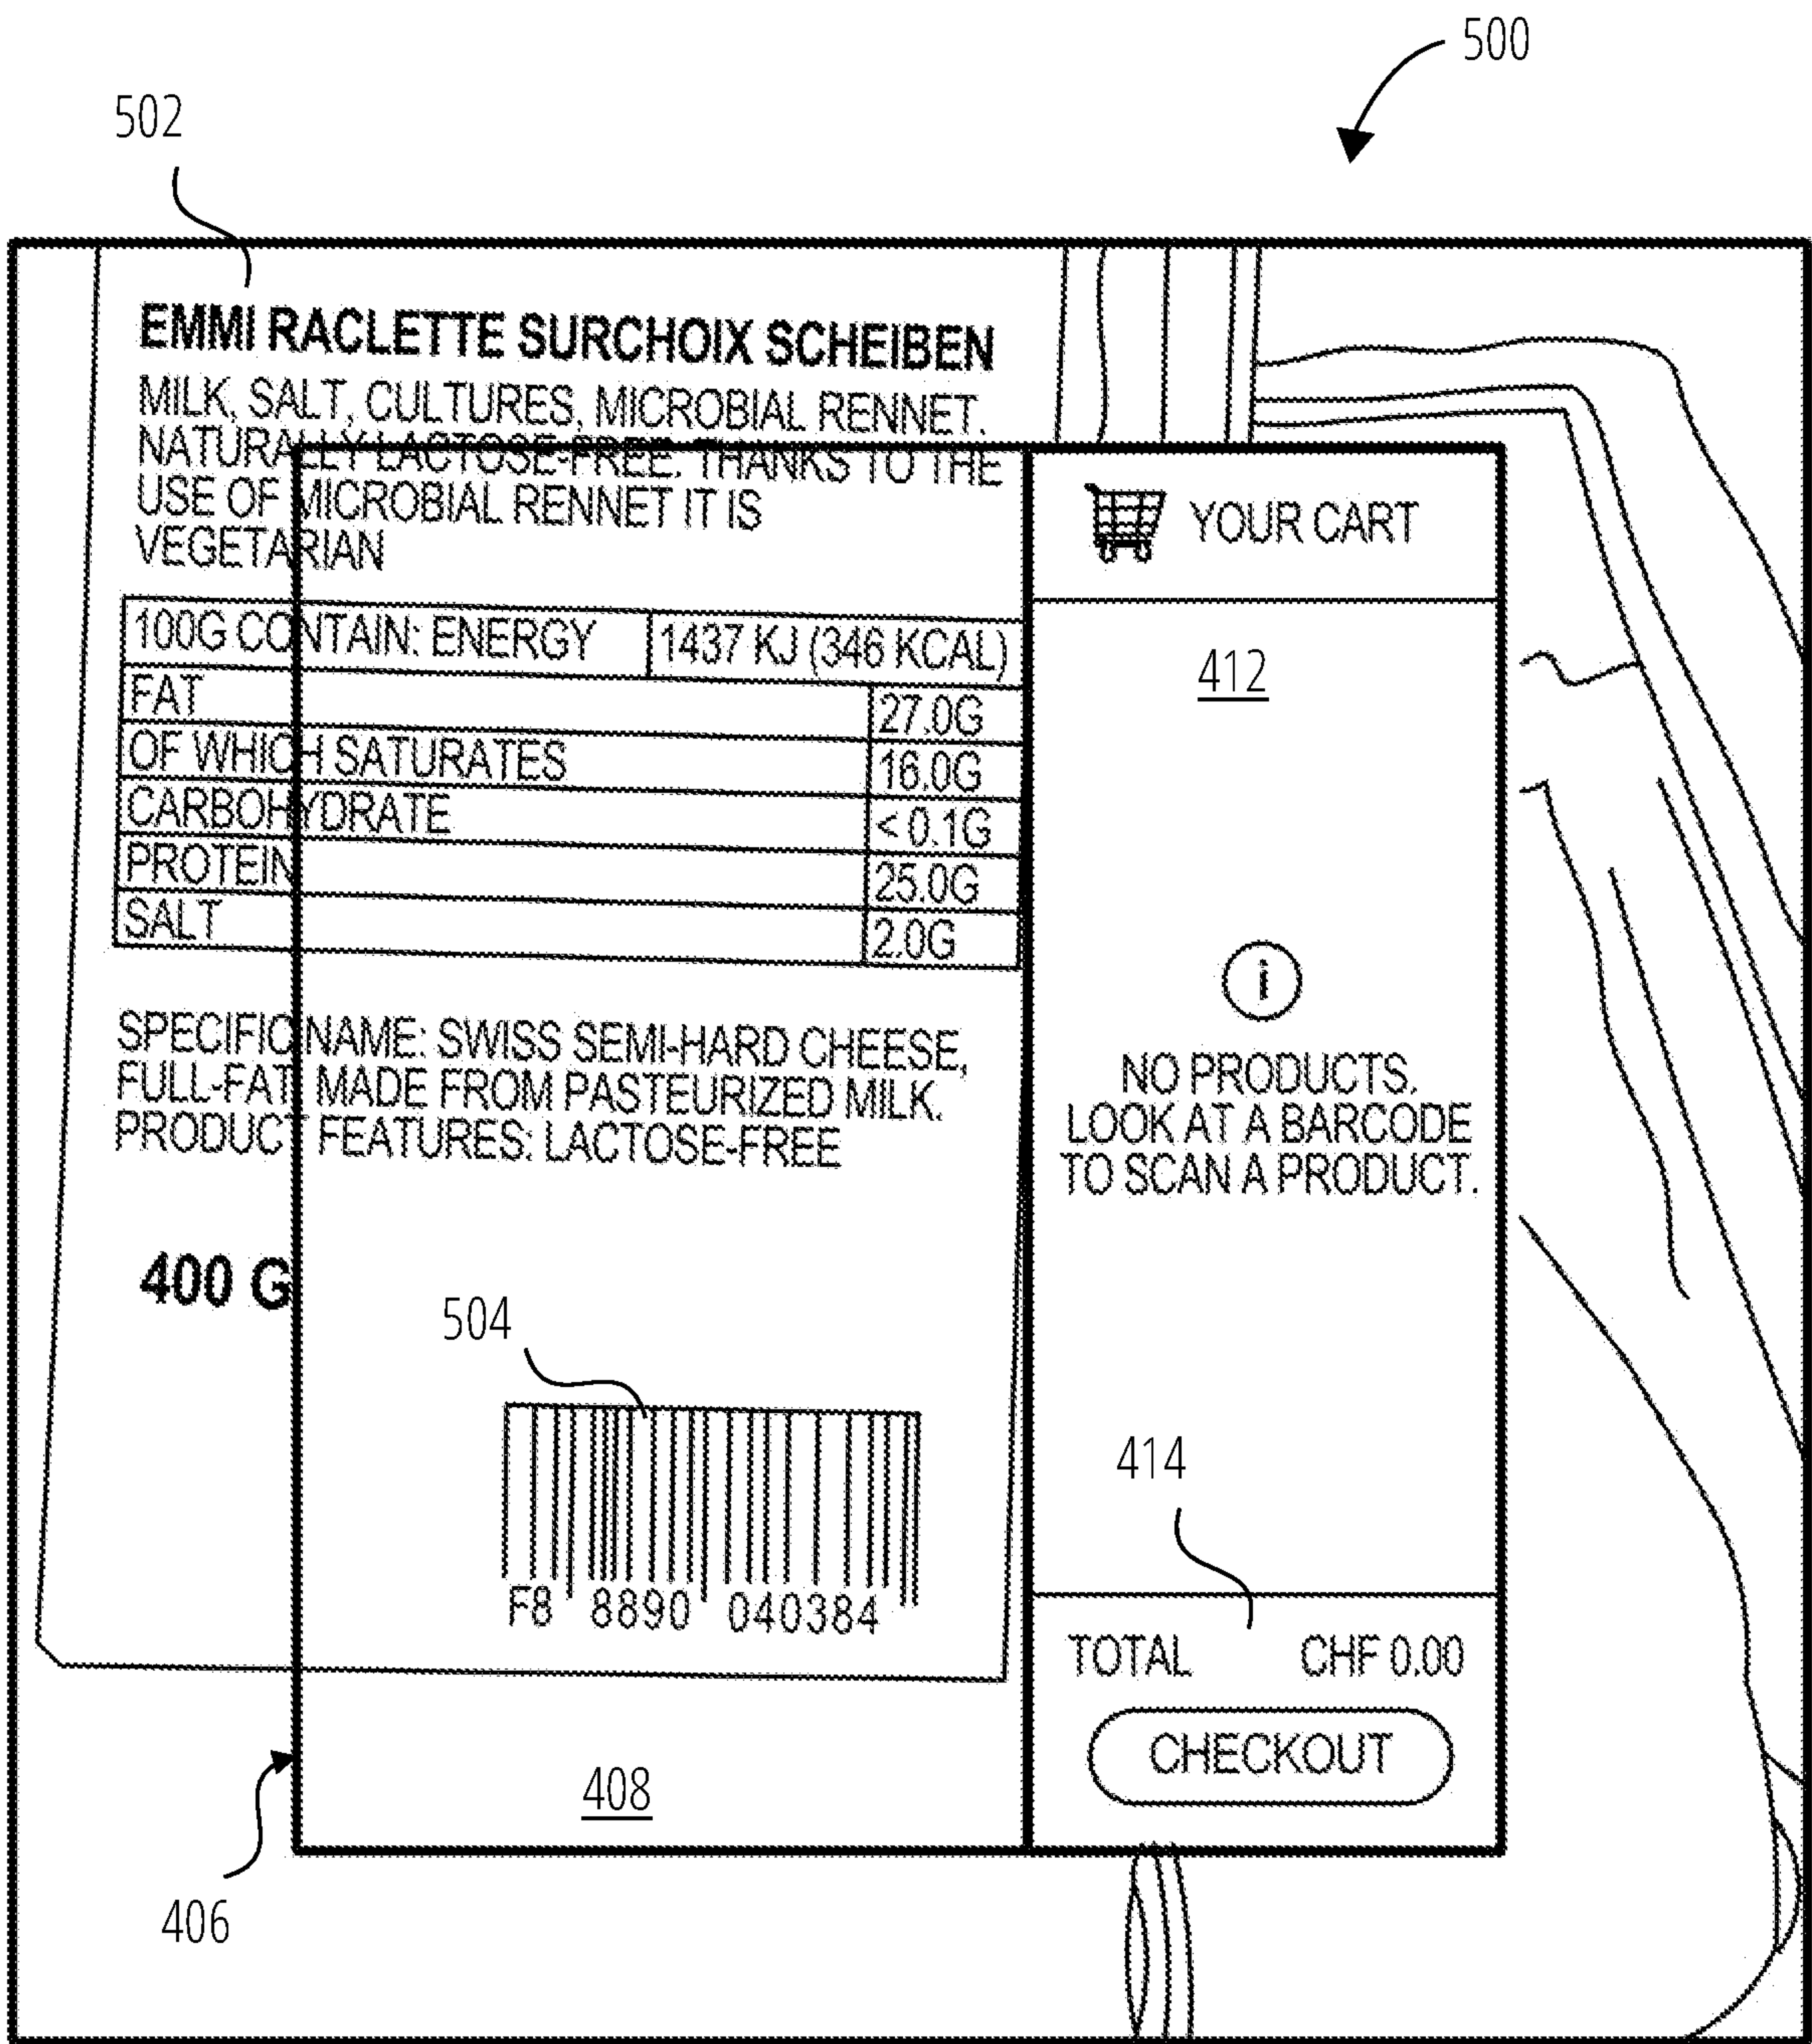 500
502
EMMI RACLETTE SURCHOIX SCHEIBEN
MILK, SALT, CULTURES, MICROBIAL RENNET.
NATURALLY LACTOSE-FREE. THANKS TO THE
USE OF MICROBIAL RENNET IT IS
VEGETARIAN
100G CONTAIN: ENERGY 1437 KJ (346 KCAL)
FAT 27.0G
OF WHICH SATURATES 16.0G
CARBOHYDRATE < 0.1G
PROTEIN 25.0G
SALT 2.0G
SPECIFIC NAME: SWISS SEMI-HARD CHEESE,
FULL-FAT, MADE FROM PASTEURIZED MILK.
PRODUCT FEATURES: LACTOSE-FREE
400 G
504
F8 8890 040384
408
406
YOUR CART
412
i
NO PRODUCTS.
LOOK AT A BARCODE
TO SCAN A PRODUCT.
414
TOTAL CHF 0.00
CHECKOUT